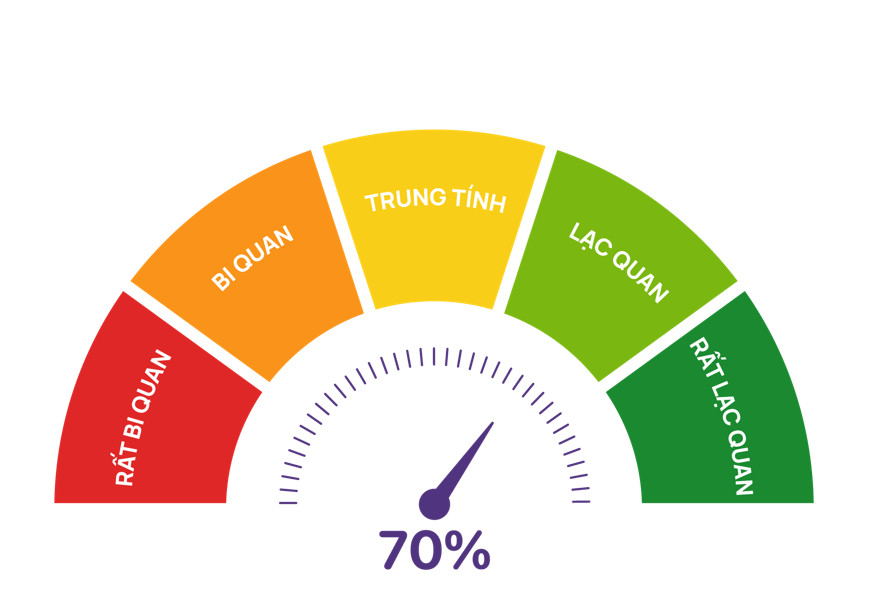 RẤT BI QUAN
BI QUAN
TRUNG TÍNH
LẠC QUAN
RẤT LẠC QUAN
70%